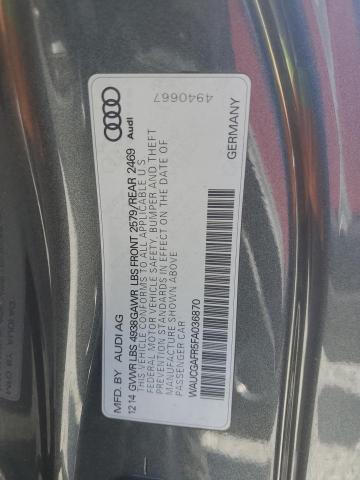 MFD. BY AUDI AG
12 14 GVWR LBS 4938 GAWR LBS FRONT 2579/REAR 2469
THIS VEHICLE CONFORMS TO ALL APPLICABLE U.S.
FEDERAL MOTOR VEHICLE SAFETY, BUMPER AND THEFT
PREVENTION STANDARDS IN EFFECT ON THE DATE OF
MANUFACTURE SHOWN ABOVE
PASSENGER CAR
WAUCGAFR5FA036870
GERMANY
Audi
4940667